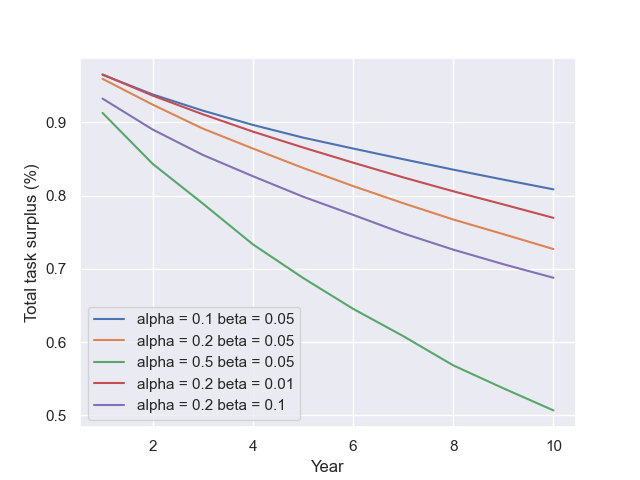 Total task surplus (%)
0.9
0.8
0.7
0.6
0.5
alpha = 0.1 beta = 0.05
alpha = 0.2 beta = 0.05
alpha = 0.5 beta = 0.05
alpha = 0.2 beta = 0.01
alpha = 0.2 beta = 0.1
2 4 6 8 10
Year